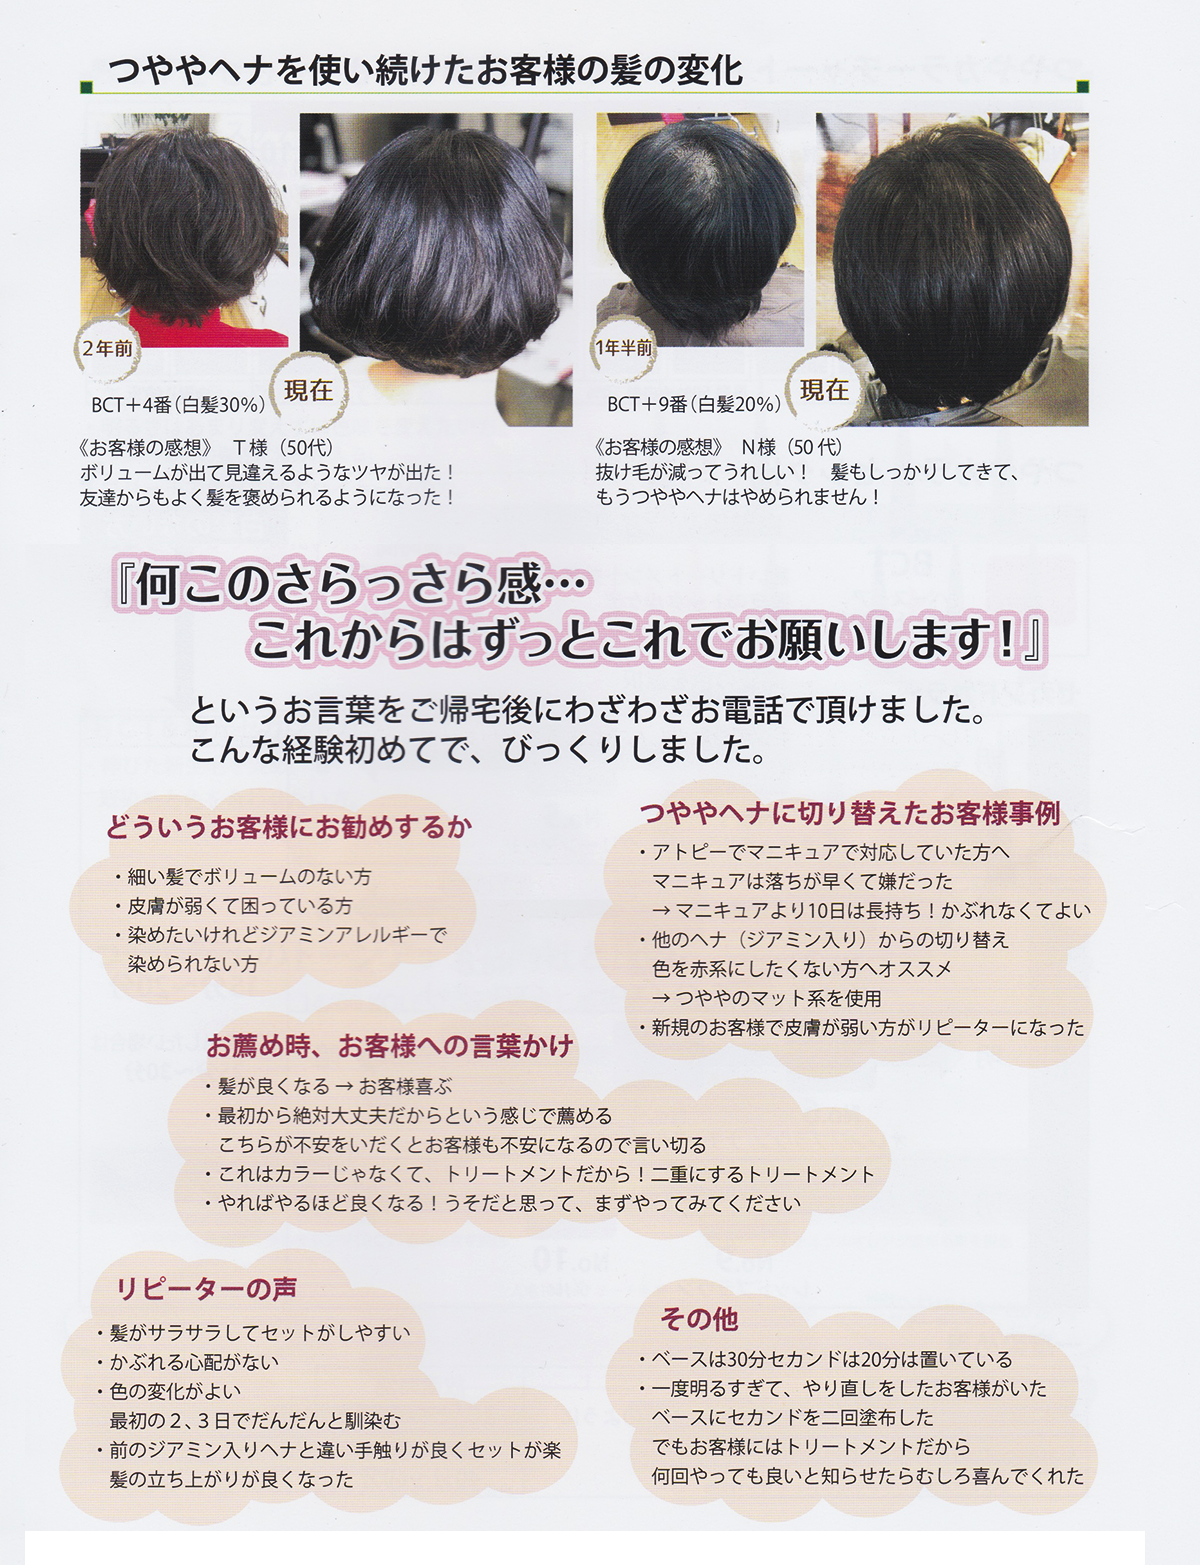 つややヘナを使い続けたお客様の髪の変化
2年前
現在
BCT+4番（白髪30%）
《お客様の感想》 T様（50代）
ボリュームが出て見違えるようなツヤが出た！
友達からもよく髪を褒められるようになった！
1年半前
現在
BCT+9番（白髪20%）
《お客様の感想》 N様（50代）
抜け毛が減ってうれしい！ 髪もしっかりしてきて、
もうつややヘナはやめられません！
『何このさらっさら感…
これからはずっとこれでお願いします！』
というお言葉をご帰宅後にわざわざお電話で頂けました。
こんな経験初めてで、びっくりしました。
どういうお客様にお勧めするか
・細い髪でボリュームのない方
・皮膚が弱くて困っている方
・染めたいけれどジアミンアレルギーで
染められない方
つややヘナに切り替えたお客様事例
・アトピーでマニキュアで対応していた方へ
マニキュアは落ちが早くて嫌だった
→ マニキュアより10日は長持ち！かぶれなくてよい
・他のヘナ（ジアミン入り）からの切り替え
色を赤系にしたくない方へオススメ
→ つややのマット系を使用
・新規のお客様で皮膚が弱い方がリピーターになった
お薦め時、お客様への言葉かけ
・髪が良くなる → お客様喜ぶ
・最初から絶対大丈夫だからという感じで薦める
こちらが不安をいだくとお客様も不安になるので言い切る
・これはカラーじゃなくて、トリートメントだから！二重にするトリートメント
・やればやるほど良くなる！うそだと思って、まずやってみてください
リピーターの声
・髪がサラサラしてセットがしやすい
・かぶれる心配がない
・色の変化がよい
最初の２、３日でだんだんと馴染む
・前のジアミン入りヘナと違い手触りが良くセットが楽
髪の立ち上がりが良くなった
その他
・ベースは30分セカンドは20分は置いている
・一度明るすぎて、やり直しをしたお客様がいた
ベースにセカンドを二回塗布した
でもお客様にはトリートメントだから
何回やっても良いと知らせたらむしろ喜んでくれた